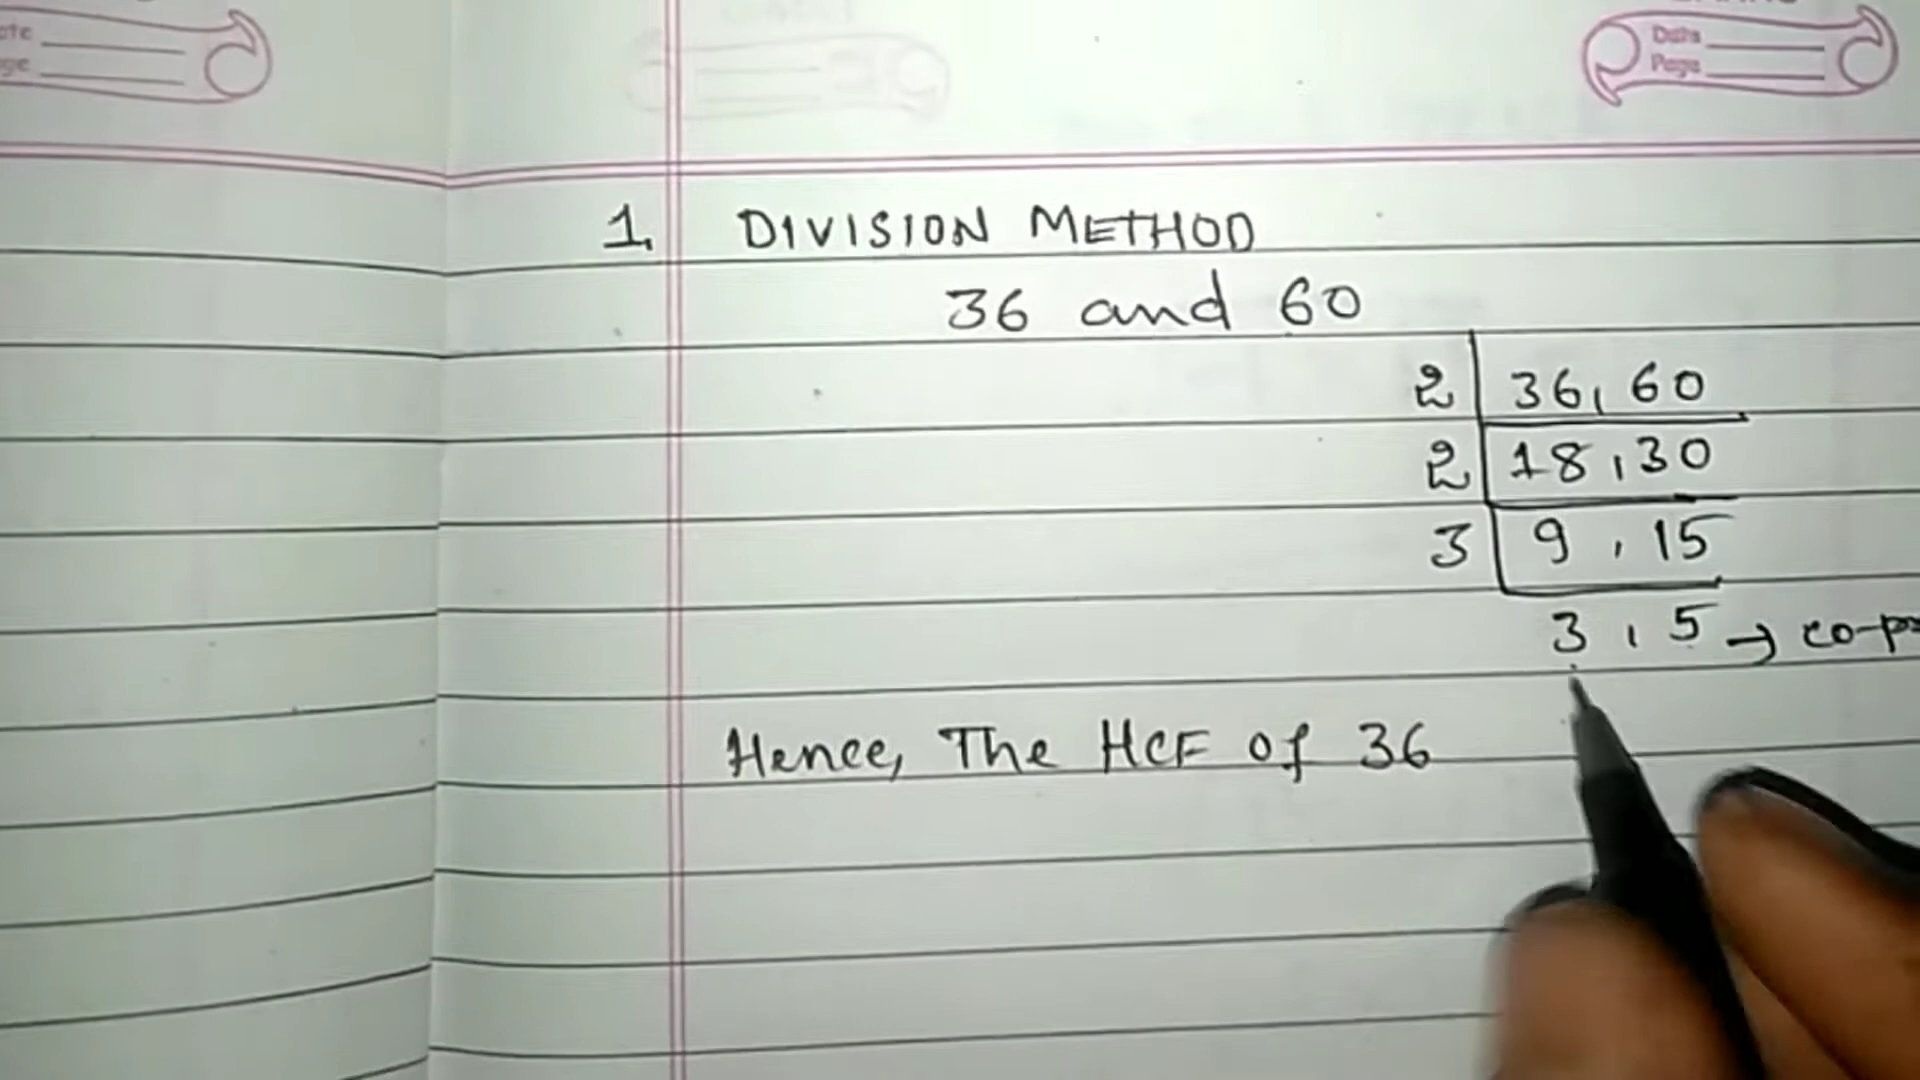 Date
Page
1. DIVISION METHOD
36 and 60
2 36, 60
2 18, 30
3 9, 15
3, 5 →
Hence, The HCF of 36